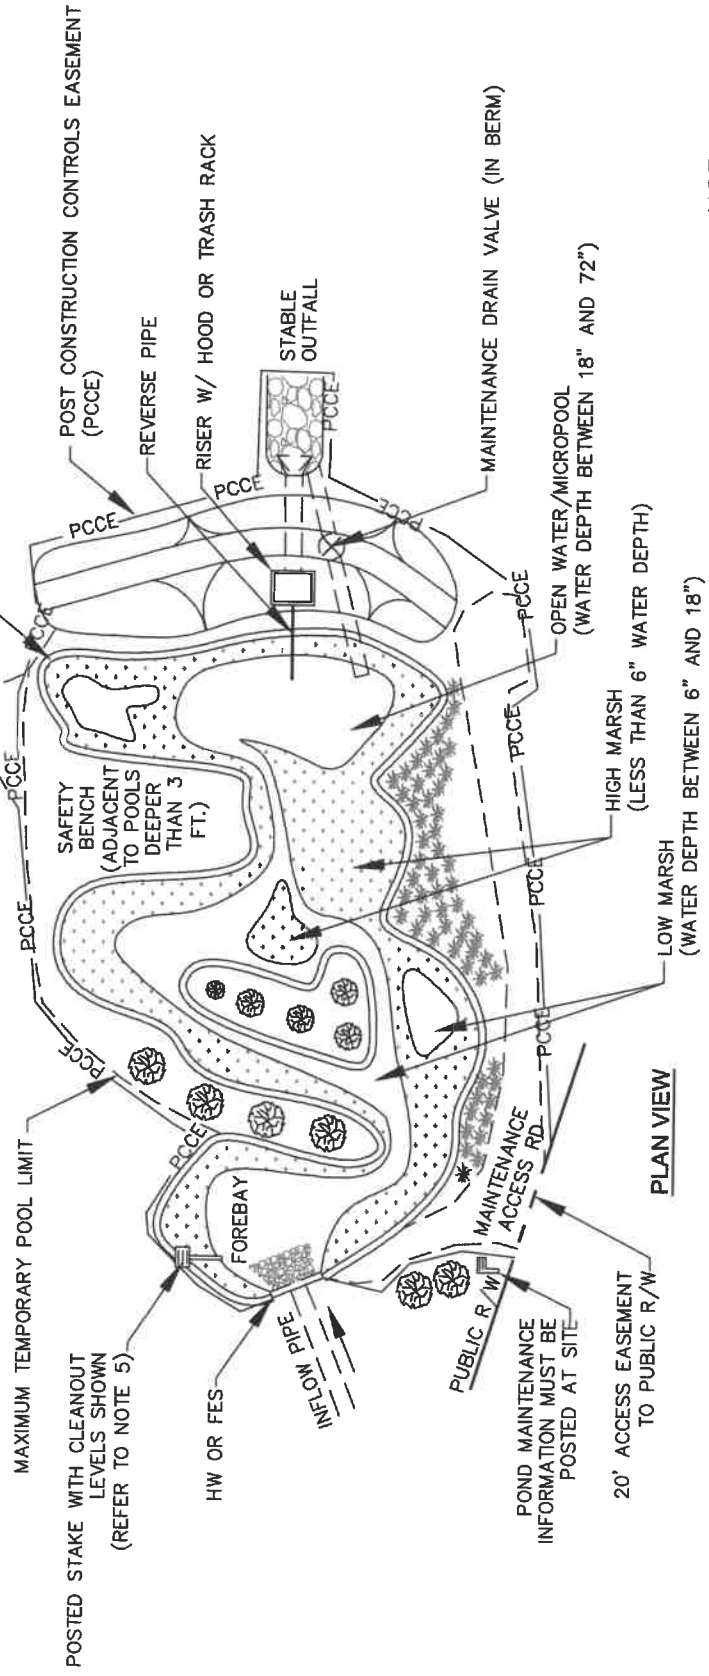 MAXIMUM TEMPORARY POOL LIMIT
POSTED STAKE WITH CLEANOUT
LEVELS SHOWN
(REFER TO NOTE 5)
HW OR FES
INFLOW PIPE
FOREBAY
PCCE
PCCE
PCCE
PCCE
PCCE
SAFETY
BENCH
(ADJACENT
TO POOLS
DEEPER
THAN 3
FT.)
PCCE
PCCE
POST CONSTRUCTION CONTROLS EASEMENT
(PCCE)
REVERSE PIPE
RISER W/ HOOD OR TRASH RACK
STABLE
OUTFALL
PCCE
PCCE
MAINTENANCE DRAIN VALVE (IN BERM)
OPEN WATER/MICROPOOL
(WATER DEPTH BETWEEN 18" AND 72")
PCCE
PCCE
PCCE
PCCE
HIGH MARSH
(LESS THAN 6" WATER DEPTH)
LOW MARSH
(WATER DEPTH BETWEEN 6" AND 18")
MAINTENANCE
ACCESS RD.
PUBLIC R/W
POND MAINTENANCE
INFORMATION MUST BE
POSTED AT SITE
20' ACCESS EASEMENT
TO PUBLIC R/W
PLAN VIEW